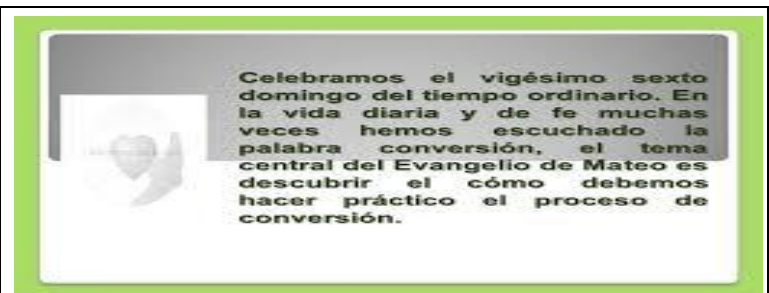 Celebramos el vigésimo sexto
domingo del tiempo ordinario. En
la vida diaria y de fe muchas
veces hemos escuchado la
palabra conversión, el tema
central del Evangelio de Mateo es
descubrir el cómo debemos
hacer práctico el proceso de
conversión.